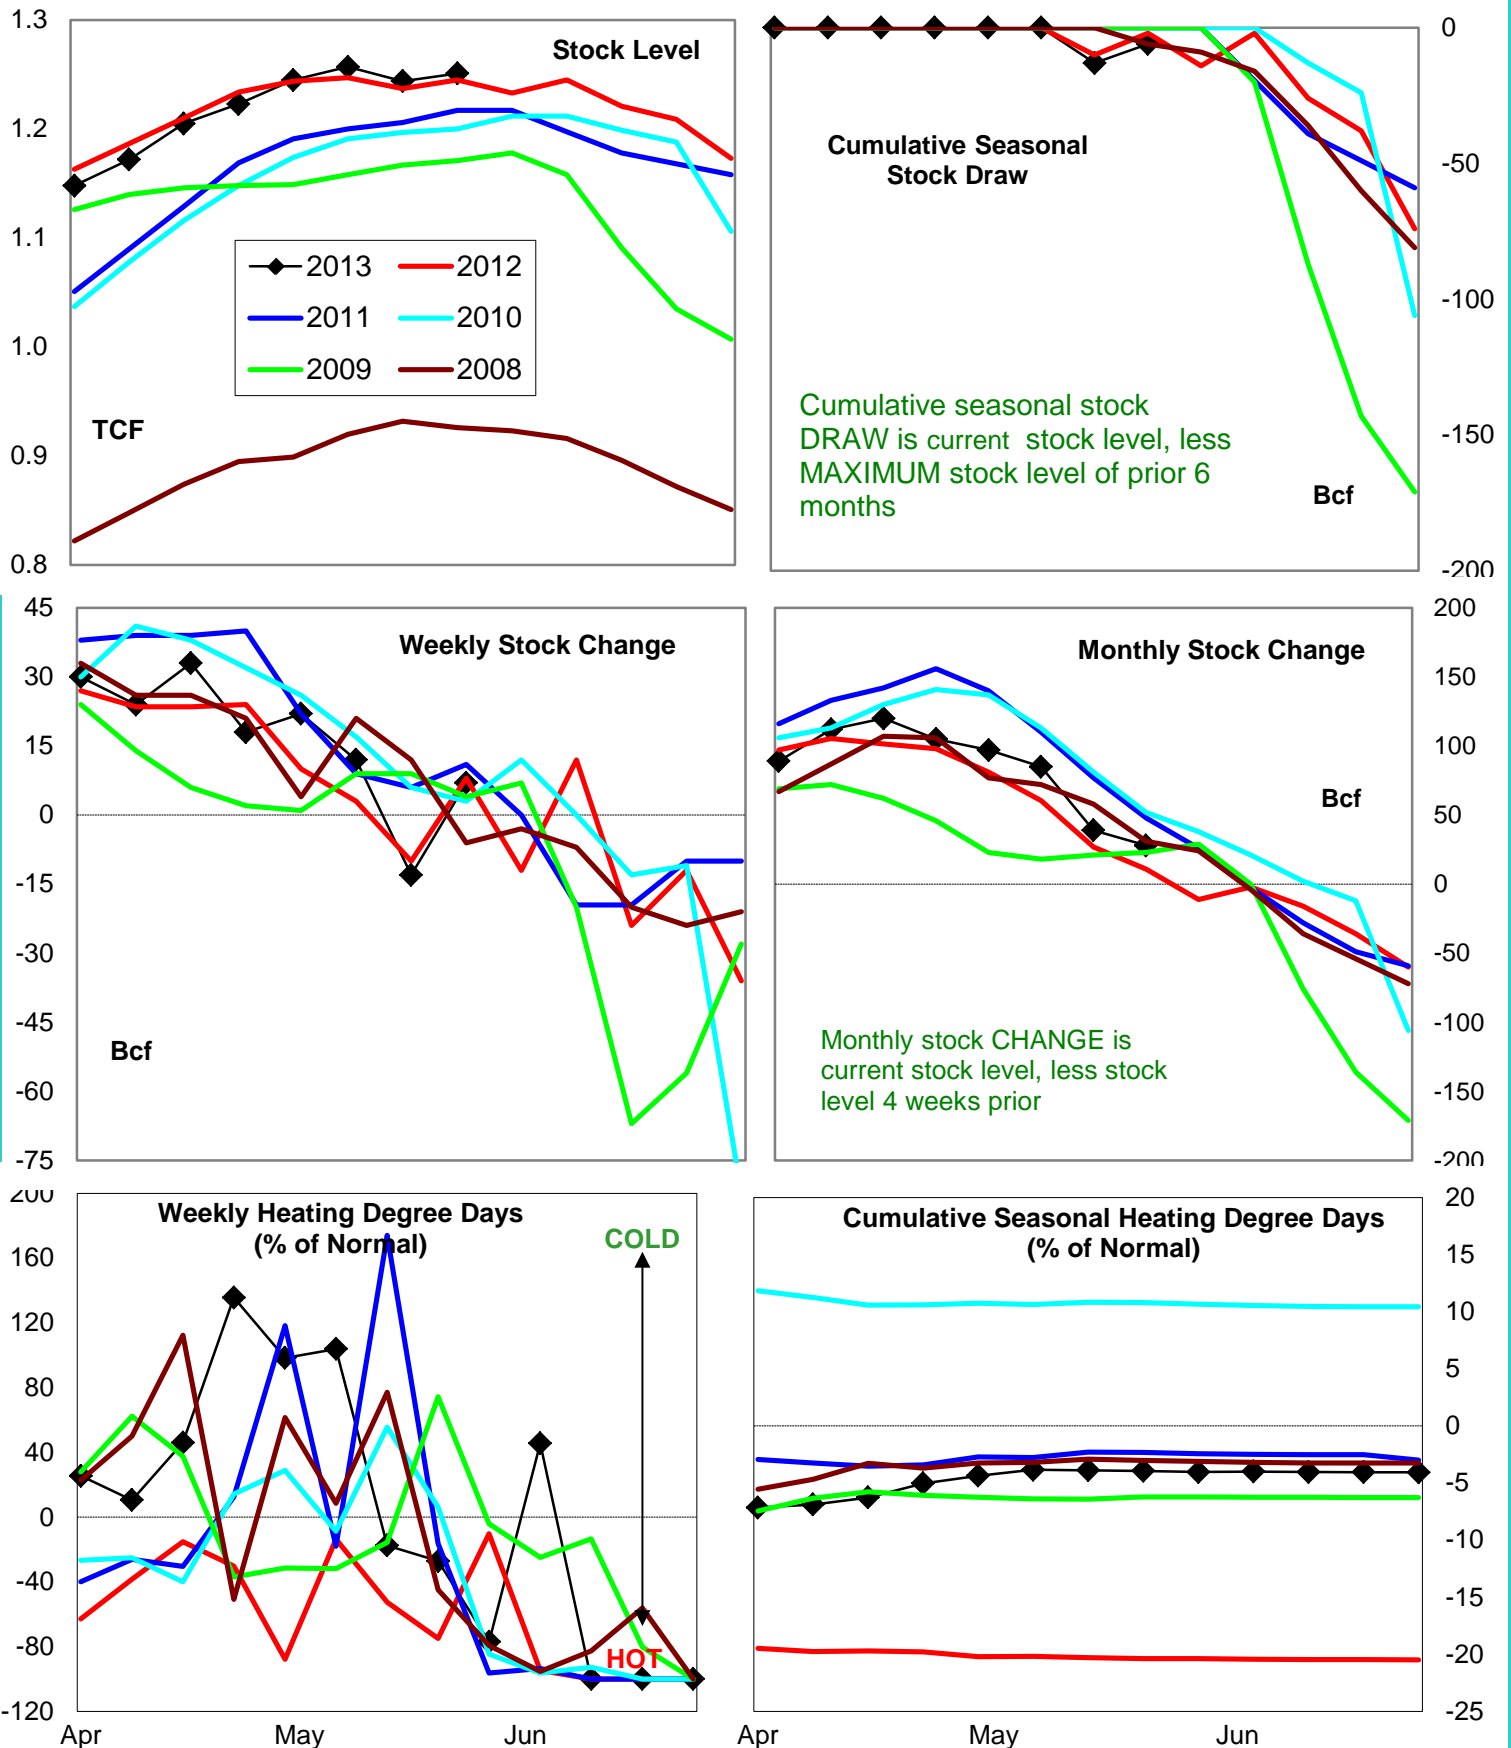 1.3
1.2
1.1
1.0
0.9
0.8
Stock Level
2013
2012
2011
2010
2009
2008
TCF
0
-50
-100
-150
-200
Cumulative Seasonal
Stock Draw
Cumulative seasonal stock
DRAW is current stock level, less
MAXIMUM stock level of prior 6
months
Bcf
45
30
15
0
-15
-30
-45
-60
-75
Weekly Stock Change
Bcf
200
150
100
50
0
-50
-100
-150
-200
Monthly Stock Change
Bcf
Monthly stock CHANGE is
current stock level, less stock
level 4 weeks prior
200
160
120
80
40
0
-40
-80
-120
Weekly Heating Degree Days
(% of Normal)
COLD
HOT
Apr
May
Jun
20
15
10
5
0
-5
-10
-15
-20
-25
Cumulative Seasonal Heating Degree Days
(% of Normal)
Apr
May
Jun